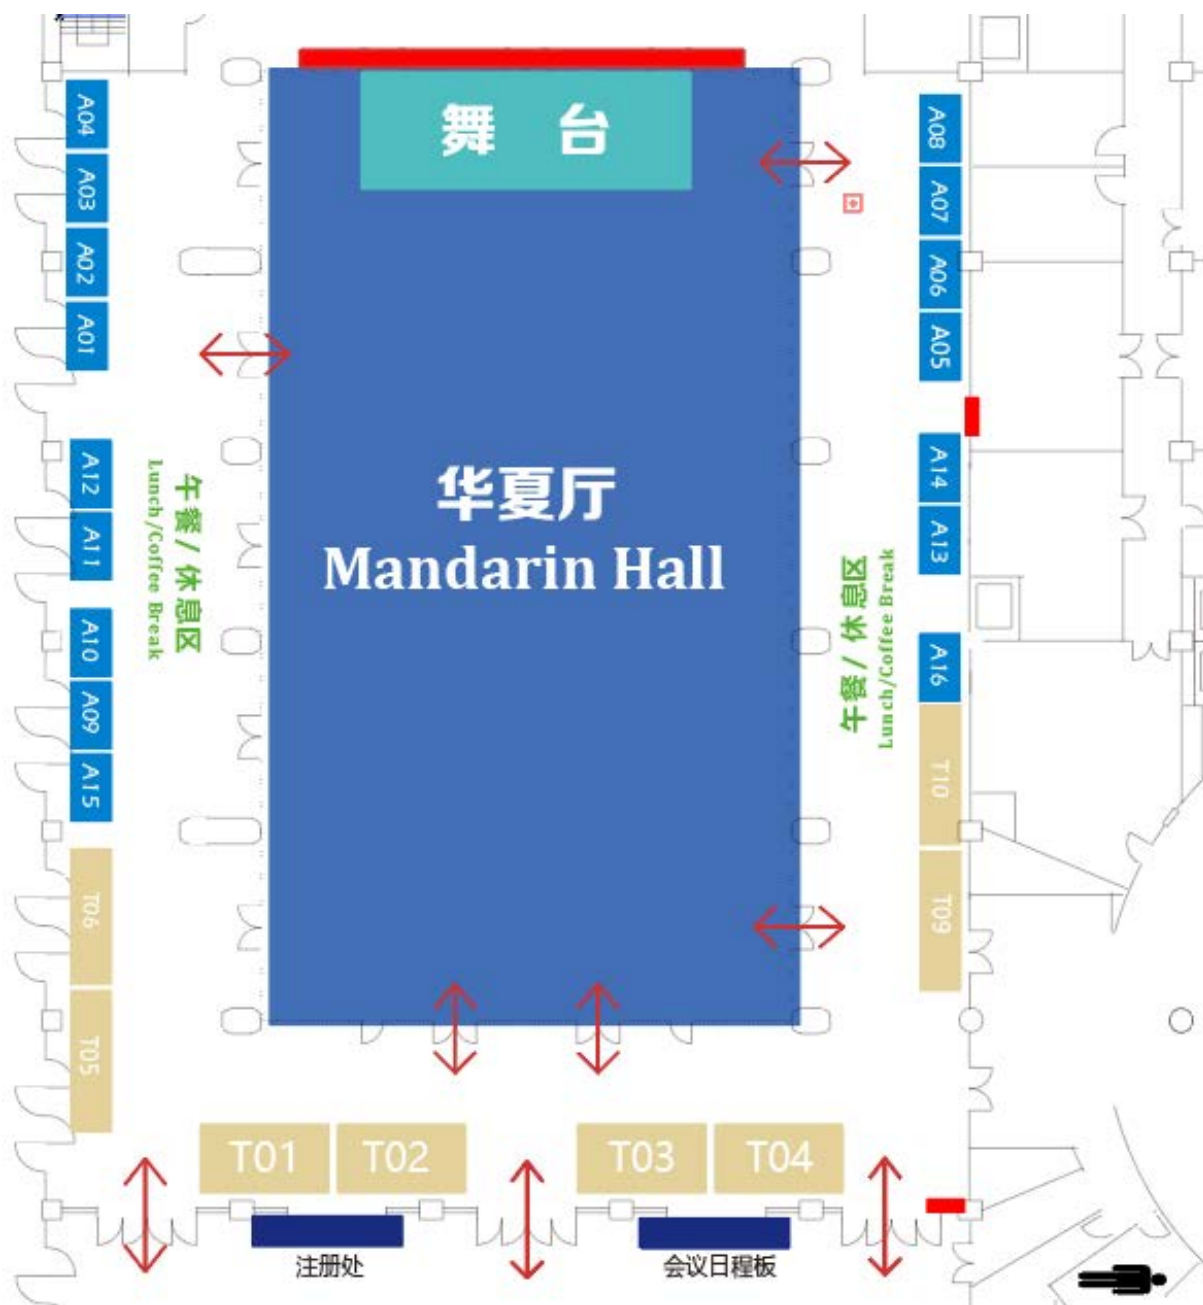 舞 台
A04
A03
A02
A01
A08
A07
A06
A05
华夏厅
Mandarin Hall
A12
A11
A10
A09
A15
午餐/ 休息区
Lunch/Coffee Break
午餐/ 休息区
Lunch/Coffee Break
A14
A13
A16
T10
T09
T06
T05
T01
T02
T03
T04
注册处
会议日程板